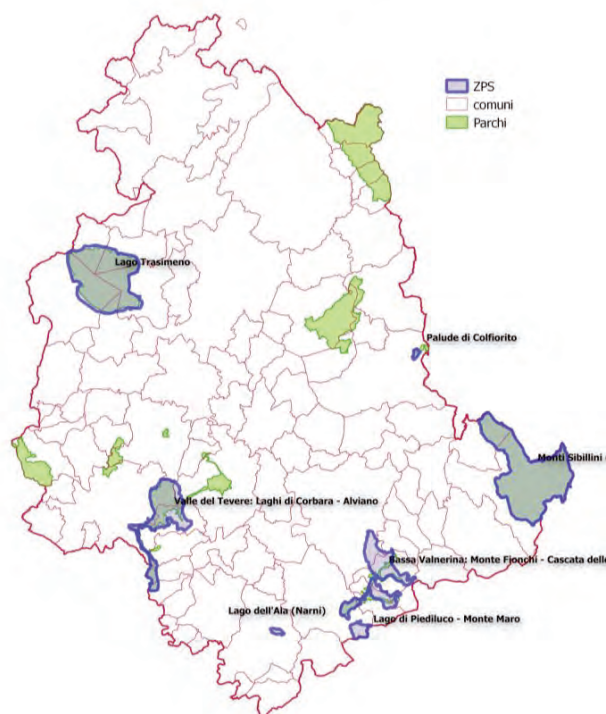 ZPS
comuni
Parchi
Lago Trasimeno
Palude di Colfiorito
Monti Sibillini
Valle del Tevere: Laghi di Corbara - Alviano
Bassa Valnerina: Monte Fionchi - Cascata delle
Lago dell'Aia (Narni)
Lago di Piediluco - Monte Maro